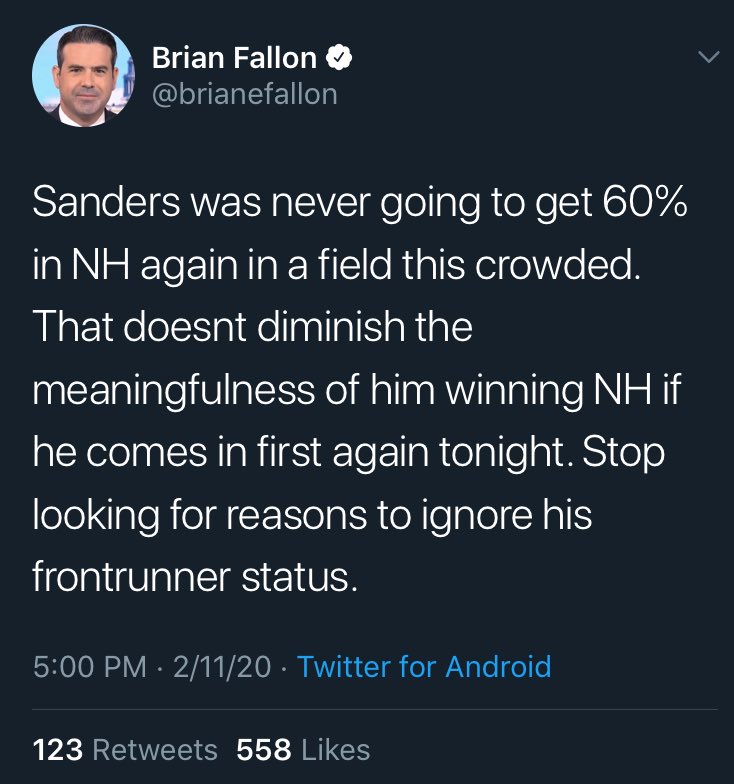 Brian Fallon
@brianefallon
Sanders was never going to get 60%
in NH again in a field this crowded.
That doesnt diminish the
meaningfulness of him winning NH if
he comes in first again tonight. Stop
looking for reasons to ignore his
frontrunner status.
5:00 PM · 2/11/20 · Twitter for Android
123 Retweets 558 Likes